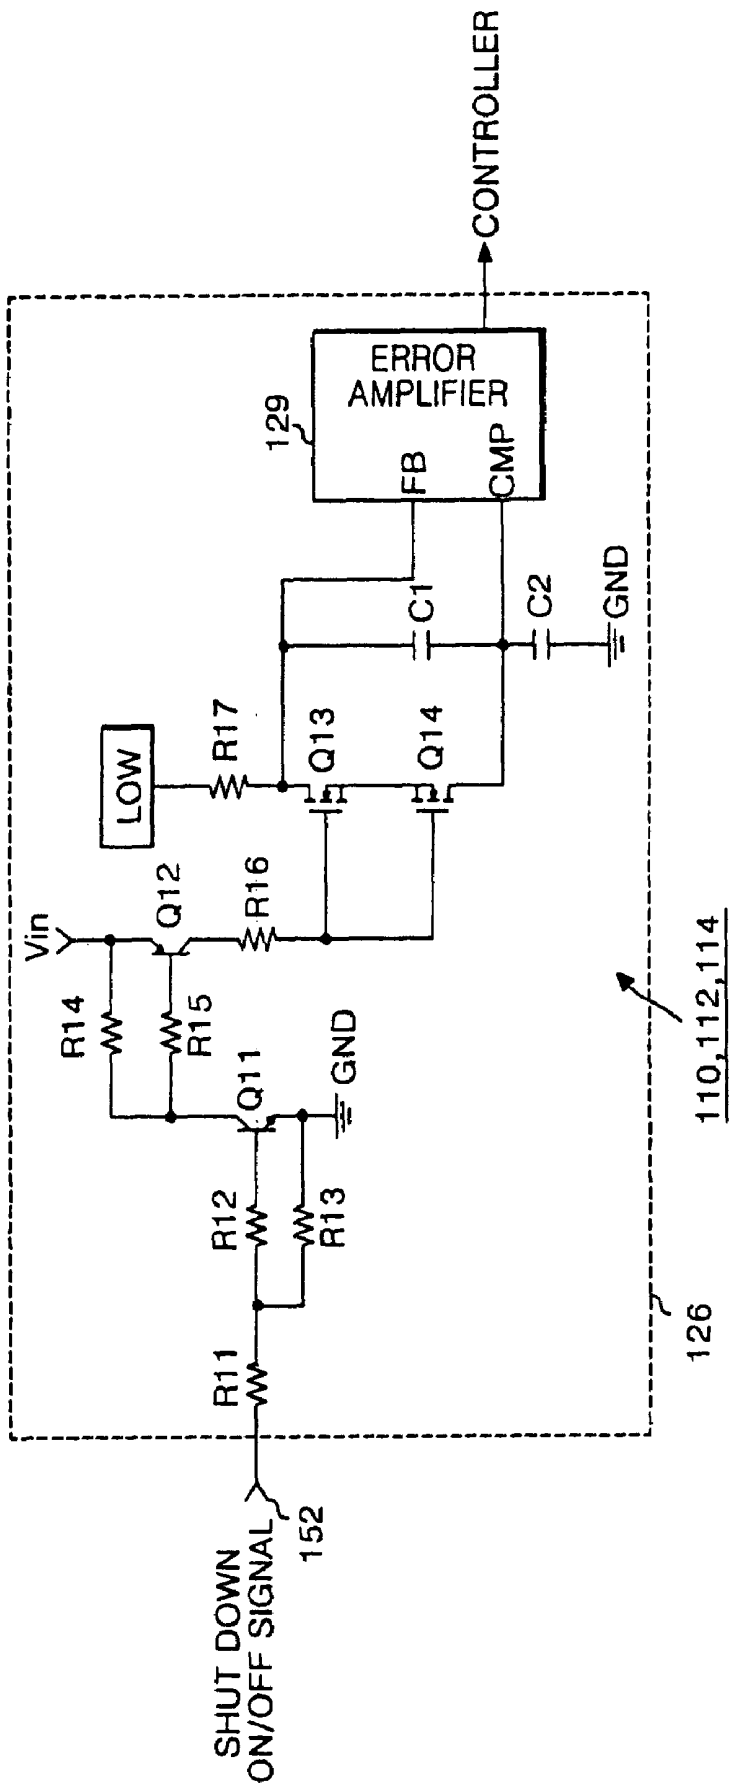 SHUT DOWN
ON/OFF SIGNAL
152
R11
R12
R13
Q11
GND
R14
R15
Vin
Q12
R16
LOW
R17
Q13
Q14
C1
C2
GND
129
ERROR
AMPLIFIER
FB
CMP
CONTROLLER
126
110,112,114